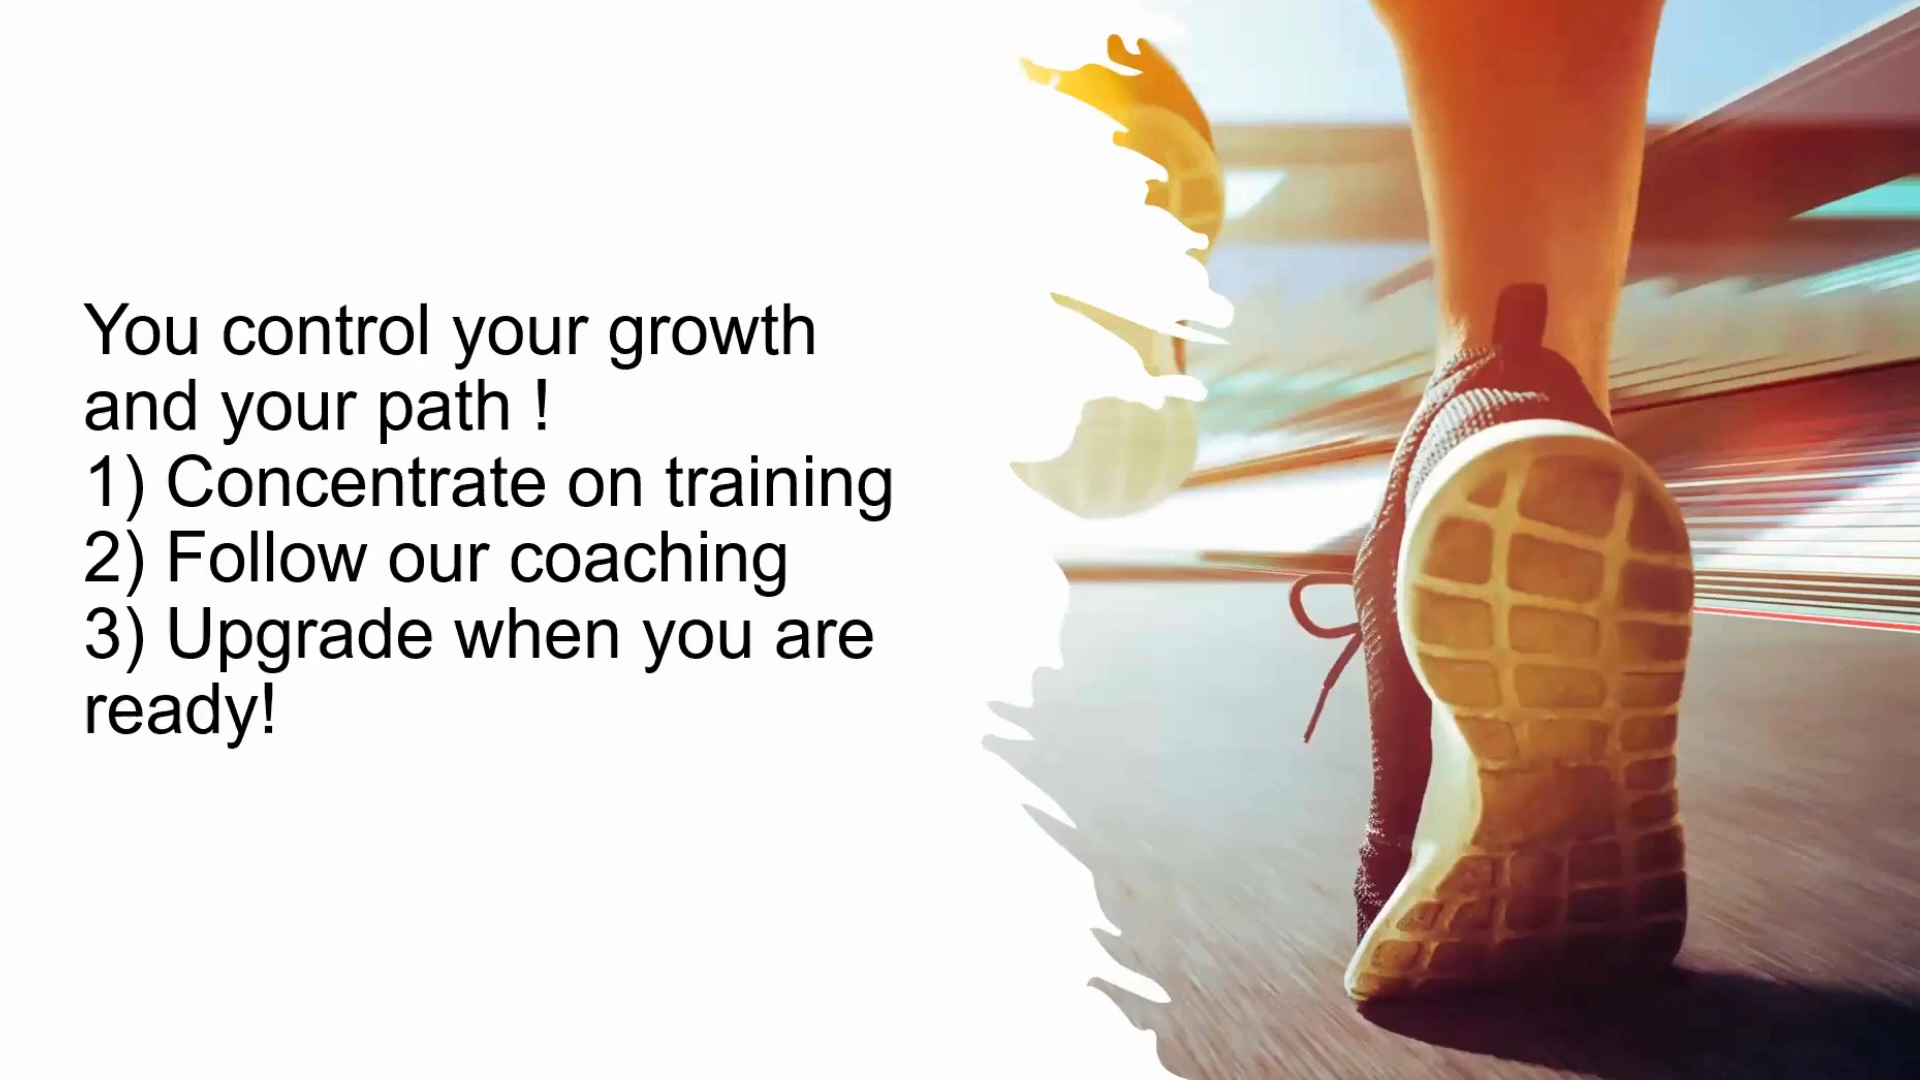 You control your growth
and your path !
1) Concentrate on training
2) Follow our coaching
3) Upgrade when you are
ready!